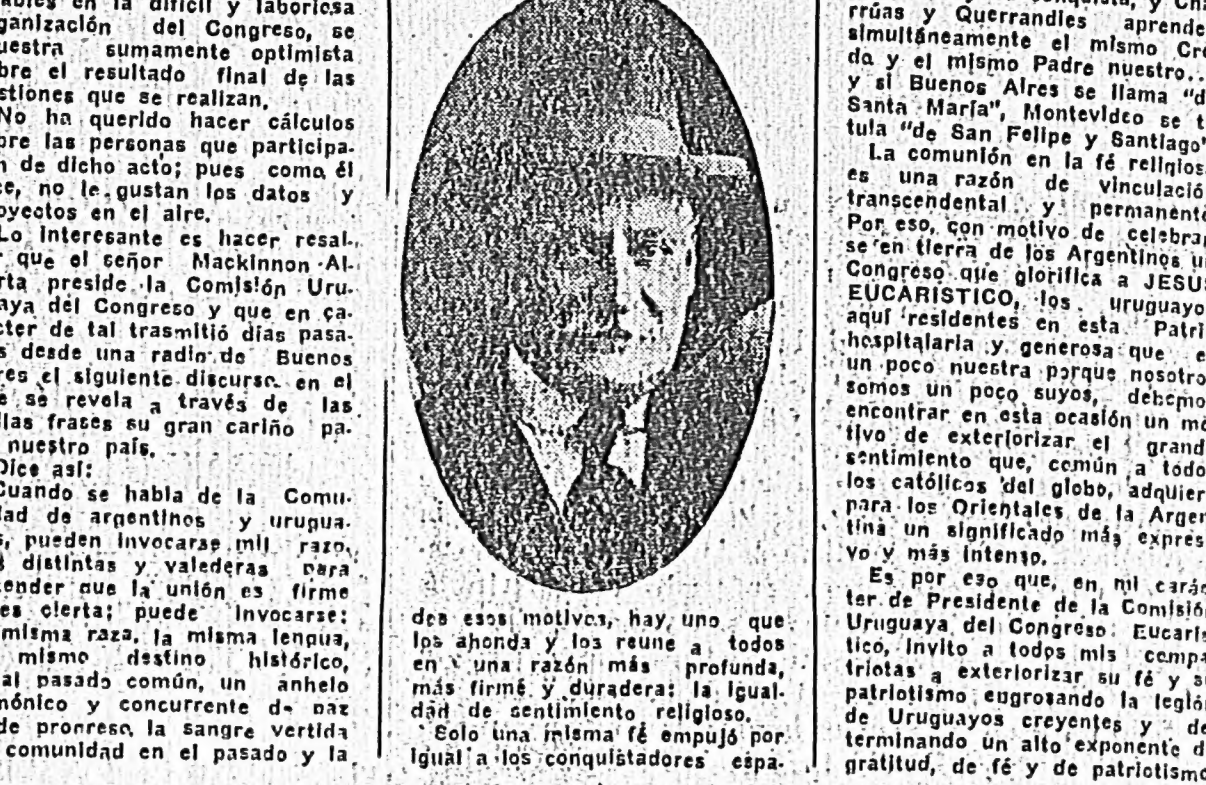 en la difícil y laboriosa
ganización del Congreso, se
uestra sumamente optimista
bre el resultado final de las
stiones que se realizan.
No ha querido hacer cálculos
bre las personas que participa-
n de dicho acto; pues como él
ce, no le gustan los datos y
oyectos en el aire.
Lo interesante es hacer resal-
que el señor Mackinnon Al-
rta preside la Comisión Uru-
aya del Congreso y que en ca-
cter de tal trasmitió días pasa-
s desde una radio de Buenos
res el siguiente discurso en el
e se revela a través de las
llas frases su gran cariño pa-
nuestro país.
Dice así:
Cuando se habla de la Comu-
dad de argentinos y urugua-
s, pueden invocarse mil razo,
s distintas y valederas para
tender que la unión es firme
es cierta; puede invocarse:
misma raza, la misma lengua,
mismo destino histórico,
al pasado común, un anhelo
mónico y concurrente de paz
de progreso, la sangre vertida
comunidad en el pasado y la
dos esos motivos, hay uno que
los ahonda y los reune a todos
en una razón más profunda,
más firme y duradera: la igual-
dad de sentimiento religioso.
Solo una misma fé empujó por
igual a los conquistadores espa-
rrúas y Querrandíes aprende
simultáneamente el mismo Cre
do y el mismo Padre nuestro...
y si Buenos Aires se llama "d
Santa María", Montevideo se t
tula "de San Felipe y Santiago"
La comunión en la fé religios
es una razón de vinculació
transcendental y permanente
Por eso, con motivo de celebrar
se en tierra de los Argentinos u
Congreso que glorifica a JESUS
EUCARISTICO, los uruguayo
aquí residentes en esta Patri
hospitalaria y generosa que e
un poco nuestra porque nosotro
somos un poco suyos, debemo
encontrar en esta ocasión un mo
tivo de exteriorizar el grand
sentimiento que, común a todo
los católicos del globo, adquier
para los Orientales de la Argen
tina un significado más expres
vo y más intenso.
Es por eso que, en mi carác
ter de Presidente de la Comisión
Uruguaya del Congreso Eucarís
tico, invito a todos mis compa
triotas a exteriorizar su fé y su
patriotismo engrosando la legión
de Uruguayos creyentes y de
terminando un alto exponente d
gratitud, de fé y de patriotismo